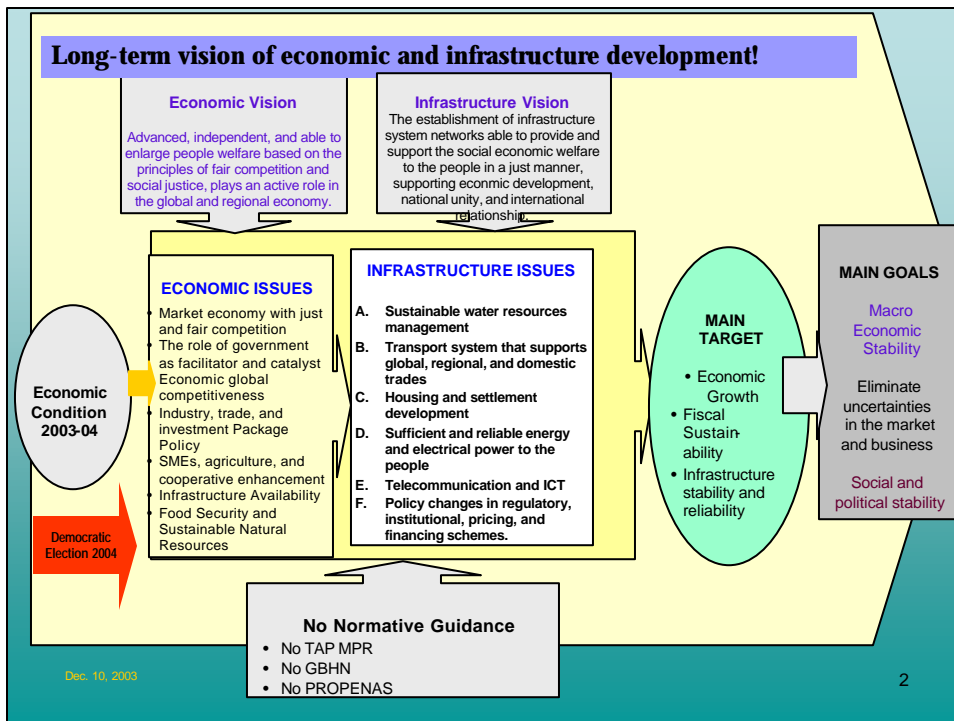 Long-term vision of economic and infrastructure development!
Economic Vision
Advanced, independent, and able to
enlarge people welfare based on the
principles of fair competition and
social justice, plays an active role in
the global and regional economy.
Infrastructure Vision
The establishment of infrastructure
system networks able to provide and
support the social economic welfare
to the people in a just manner,
supporting econmic development,
national unity, and international
relationship.
Economic
Condition
2003-04
Democratic
Election 2004
ECONOMIC ISSUES
• Market economy with just
and fair competition
• The role of government
as facilitator and catalyst
Economic global
competitiveness
• Industry, trade, and
investment Package
Policy
• SMEs, agriculture, and
cooperative enhancement
• Infrastructure Availability
• Food Security and
Sustainable Natural
Resources
INFRASTRUCTURE ISSUES
A. Sustainable water resources
management
B. Transport system that supports
global, regional, and domestic
trades
C. Housing and settlement
development
D. Sufficient and reliable energy
and electrical power to the
people
E. Telecommunication and ICT
F. Policy changes in regulatory,
institutional, pricing, and
financing schemes.
MAIN
TARGET
• Economic
Growth
• Fiscal
Sustain-
ability
• Infrastructure
stability and
reliability
MAIN GOALS
Macro
Economic
Stability
Eliminate
uncertainties
in the market
and business
Social and
political stability
No Normative Guidance
• No TAP MPR
• No GBHN
• No PROPENAS
Dec. 10, 2003
2